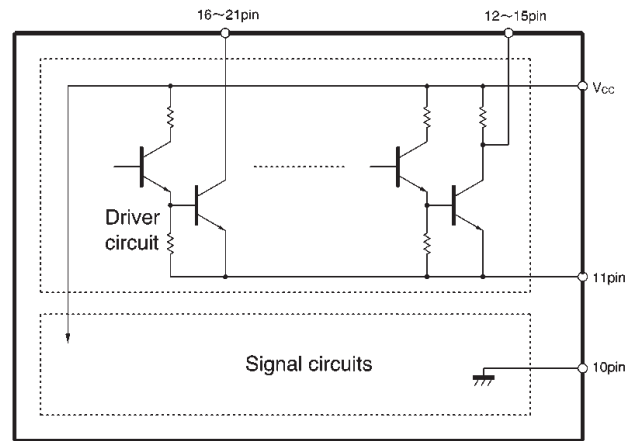 16～21pin
12～15pin
Vcc
Driver
circuit
11pin
Signal circuits
10pin